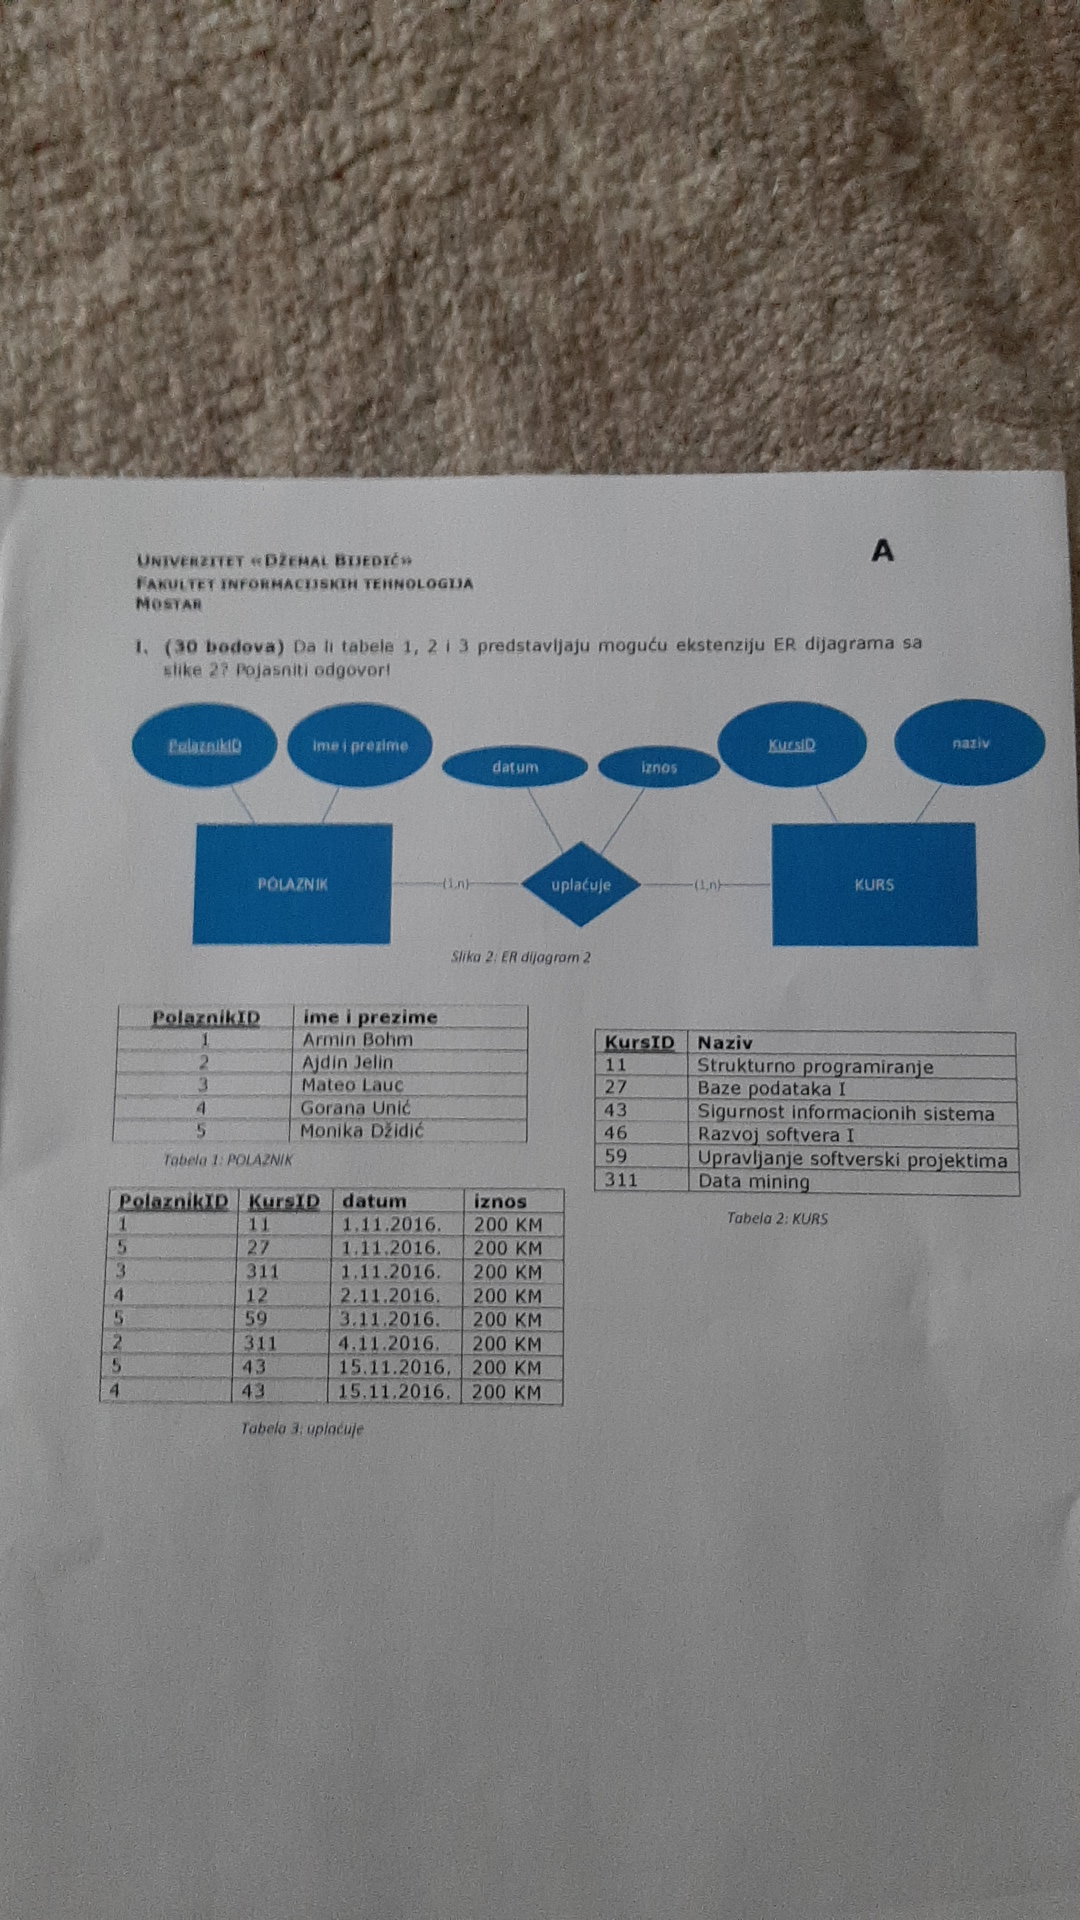 UNIVERZITET «DŽEMAL BIJEDIĆ»
A
FAKULTET INFORMACIJSKIH TEHNOLOGIJA
MOSTAR
I. (30 bodova) Da li tabele 1, 2 i 3 predstavljaju moguću ekstenziju ER dijagrama sa
slike 2? Pojasniti odgovor!
PolaznikID
ime i prezime
datum
iznos
KursID
naziv
POLAZNIK
(1,n)
uplaćuje
(1,n)
KURS
Slika 2: ER dijagram 2
PolaznikID ime i prezime
1 Armin Bohm
2 Ajdin Jelin
3 Mateo Lauc
4 Gorana Unić
5 Monika Džidić
Tabela 1: POLAZNIK
KursID Naziv
11 Strukturno programiranje
27 Baze podataka I
43 Sigurnost informacionih sistema
46 Razvoj softvera I
59 Upravljanje softverski projektima
311 Data mining
Tabela 2: KURS
PolaznikID KursID datum iznos
1 11 1.11.2016. 200 KM
5 27 1.11.2016. 200 KM
3 311 1.11.2016. 200 KM
4 12 2.11.2016. 200 KM
5 59 3.11.2016. 200 KM
2 311 4.11.2016. 200 KM
5 43 15.11.2016. 200 KM
4 43 15.11.2016. 200 KM
Tabela 3: uplaćuje